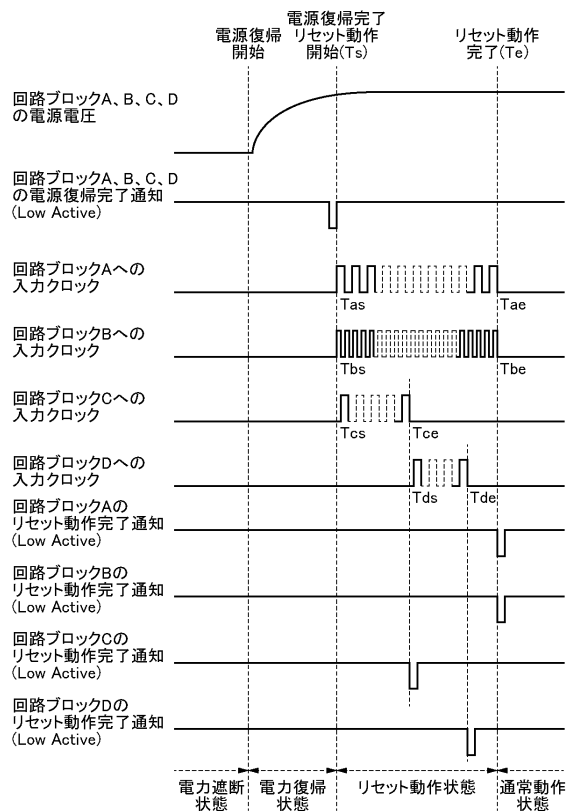 電源復帰
開始
電源復帰完了
リセット動作
開始(Ts)
リセット動作
完了(Te)
回路ブロックA、B、C、D
の電源電圧
回路ブロックA、B、C、D
の電源復帰完了通知
(Low Active)
回路ブロックAへの
入力クロック
Tas
Tae
回路ブロックBへの
入力クロック
Tbs
Tbe
回路ブロックCへの
入力クロック
Tcs
Tce
回路ブロックDへの
入力クロック
Tds
Tde
回路ブロックAの
リセット動作完了通知
(Low Active)
回路ブロックBの
リセット動作完了通知
(Low Active)
回路ブロックCの
リセット動作完了通知
(Low Active)
回路ブロックDの
リセット動作完了通知
(Low Active)
電力遮断
状態
電力復帰
状態
リセット動作状態
通常動作
状態